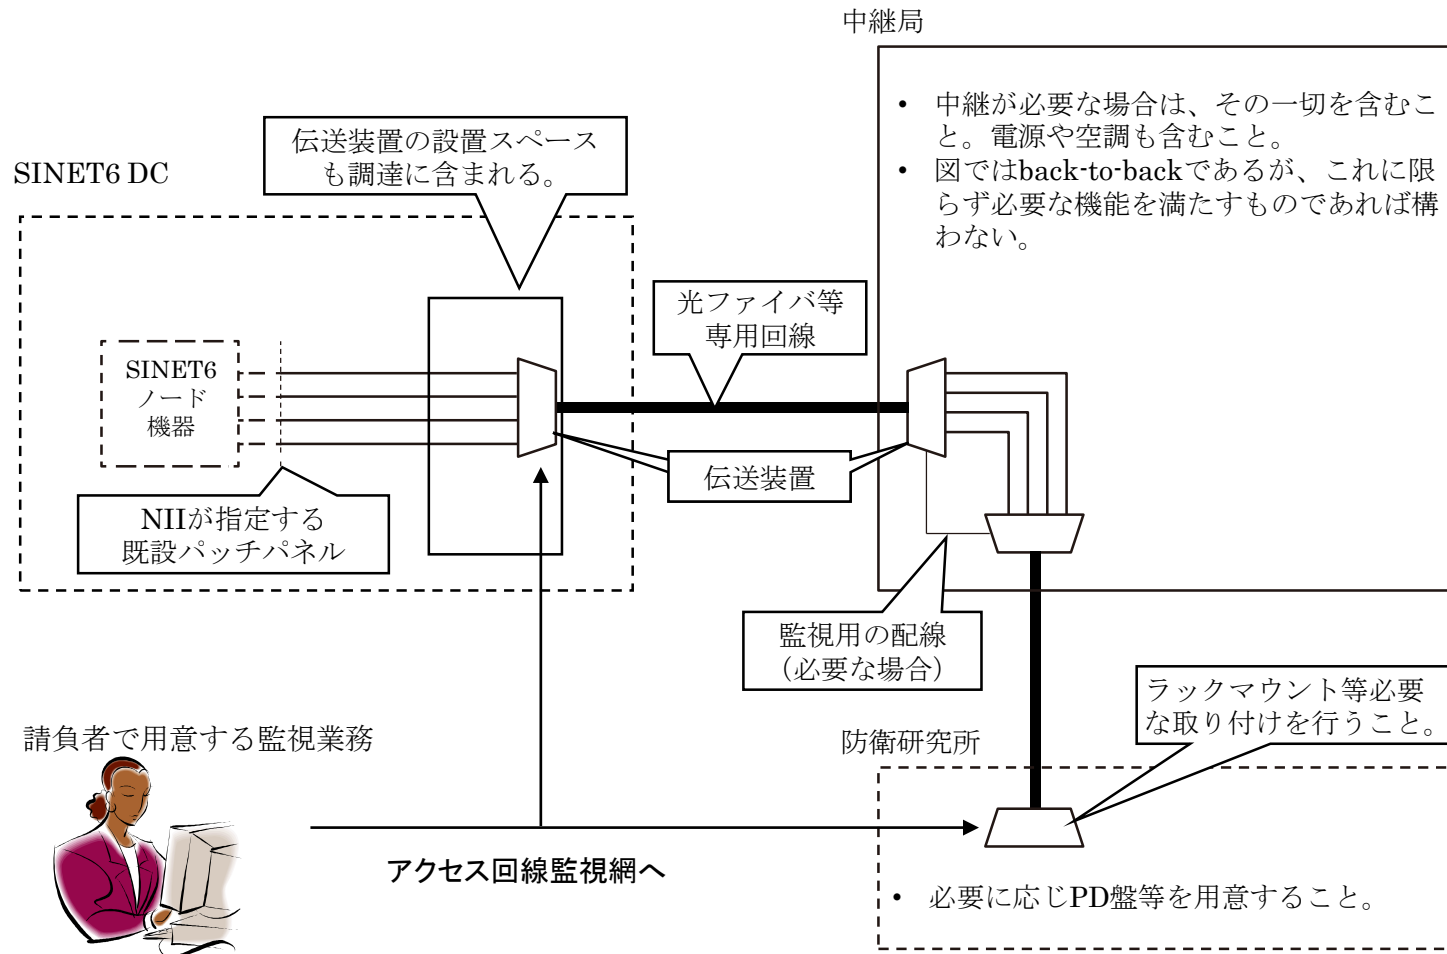 中継局
• 中継が必要な場合は、その一切を含むこ
と。電源や空調も含むこと。
• 図ではback-to-backであるが、これに限
らず必要な機能を満たすものであれば構
わない。
伝送装置の設置スペース
も調達に含まれる。
SINET6 DC
光ファイバ等
専用回線
SINET6
ノード
機器
伝送装置
NIIが指定する
既設パッチパネル
監視用の配線
（必要な場合）
ラックマウント等必要
な取り付けを行うこと。
請負者で用意する監視業務
防衛研究所
アクセス回線監視網へ
• 必要に応じPD盤等を用意すること。